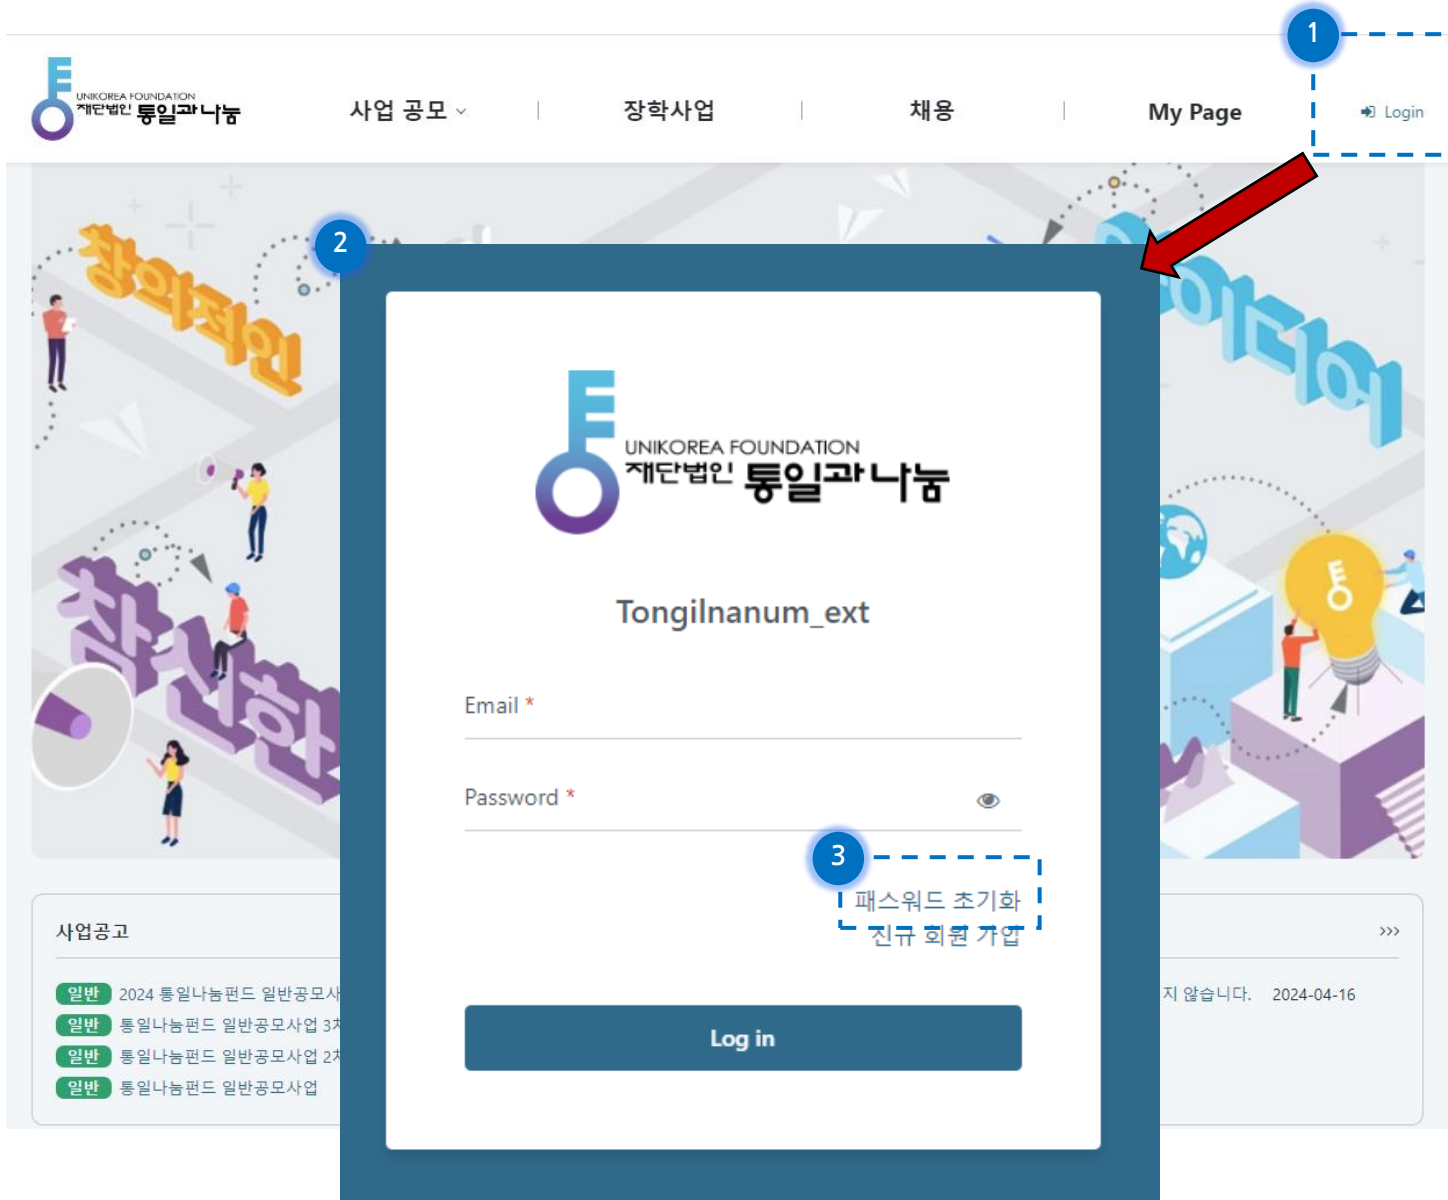 1
UNIKOREA FOUNDATION
재단법인 통일과나눔
사업 공모
장학사업
채용
My Page
Login
2
창의적인
이디어
참신한
UNIKOREA FOUNDATION
재단법인 통일과나눔
Tongilnanum_ext
Email *
Password *
3
패스워드 초기화
신규 회원 가입
Log in
사업공고
>>>
일반 2024 통일나눔펀드 일반공모사
지 않습니다. 2024-04-16
일반 통일나눔펀드 일반공모사업 3차
일반 통일나눔펀드 일반공모사업 2차
일반 통일나눔펀드 일반공모사업